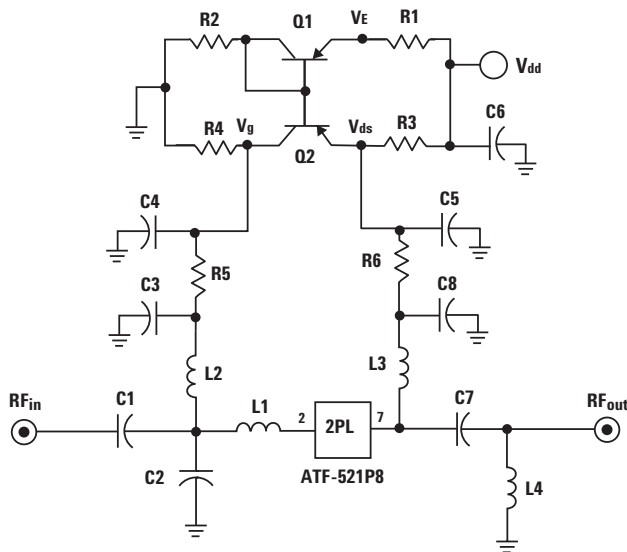 R2
Q1
VE
R1
Vdd
R4
Vg
Q2
Vds
R3
C6
C4
C5
R5
R6
C3
C8
L2
L3
RFin
C1
L1
2
2PL
7
C7
RFout
C2
ATF-521P8
L4